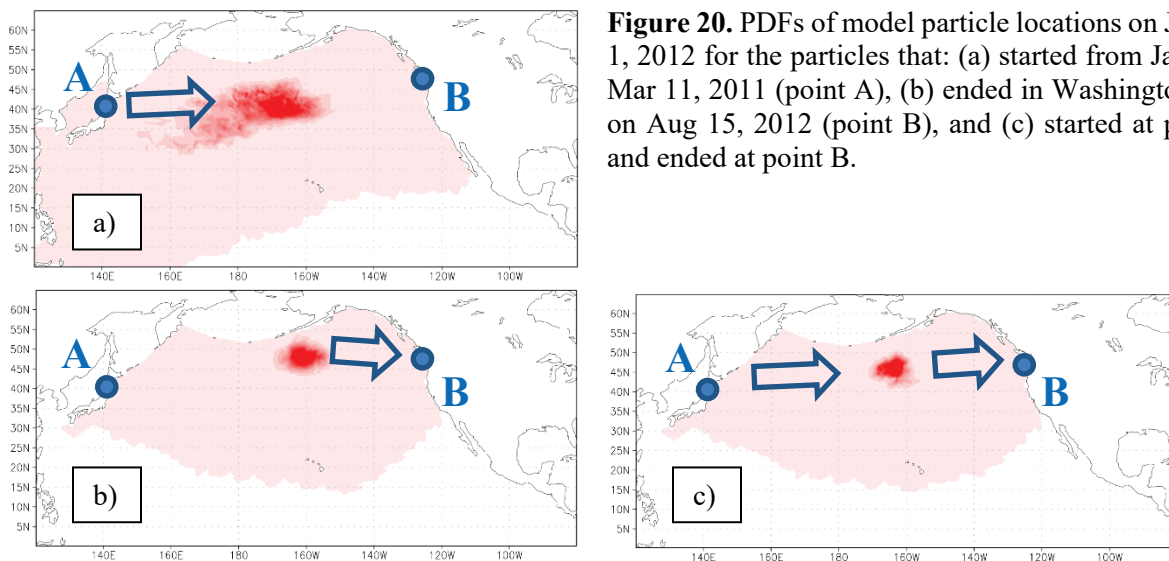 Figure 20. PDFs of model particle locations on
1, 2012 for the particles that: (a) started from
Mar 11, 2011 (point A), (b) ended in
on Aug 15, 2012 (point B), and (c) started at
and ended at point B.
60N
55N
50N
45N
40N
35N
30N
25N
20N
15N
10N
5N
A
B
a)
140E 160E 180 160W 140W 120W 100W
60N
55N
50N
45N
40N
35N
30N
25N
20N
15N
10N
5N
A
B
b)
140E 160E 180 160W 140W 120W 100W
60N
55N
50N
45N
40N
35N
30N
25N
20N
15N
10N
5N
A
B
c)
140E 160E 180 160W 140W 120W 100W